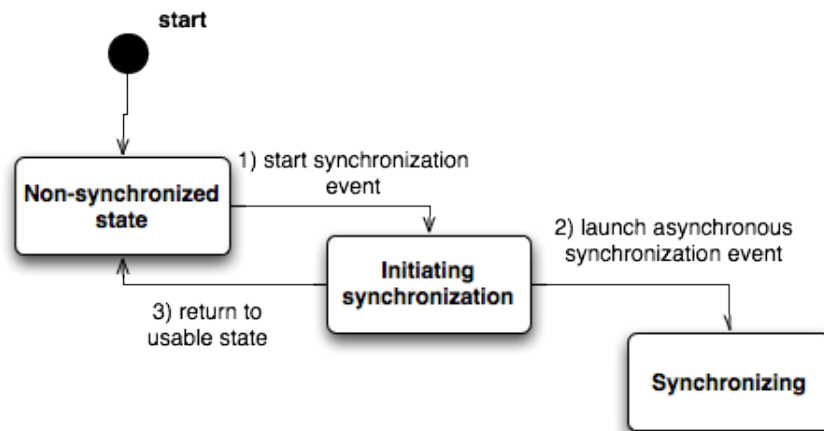 start
1) start synchronization
event
Non-synchronized
state
2) launch asynchronous
synchronization event
Initiating
synchronization
3) return to
usable state
Synchronizing